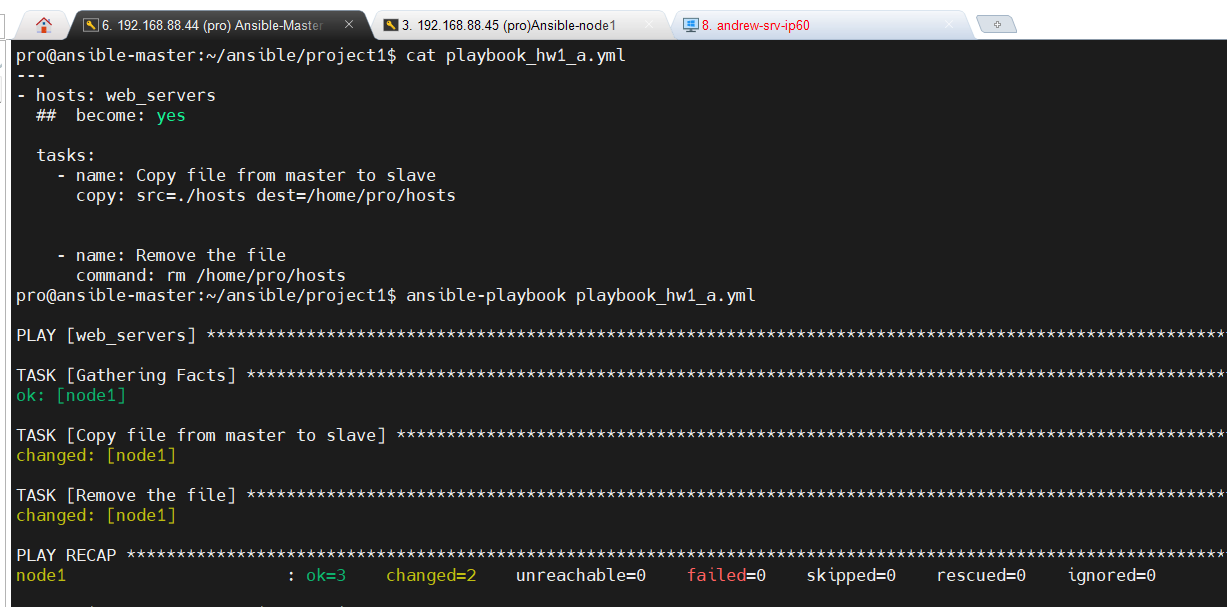 6. 192.168.88.44 (pro) Ansible-Master
3. 192.168.88.45 (pro)Ansible-node1
8. andrew-srv-ip60
pro@ansible-master:~/ansible/project1$ cat playbook_hw1_a.yml
---
- hosts: web_servers
  ##  become: yes
  tasks:
    - name: Copy file from master to slave
      copy: src=./hosts dest=/home/pro/hosts
    - name: Remove the file
      command: rm /home/pro/hosts
pro@ansible-master:~/ansible/project1$ ansible-playbook playbook_hw1_a.yml
PLAY [web_servers] ******************************************************************************************************
TASK [Gathering Facts] **************************************************************************************************
ok: [node1]
TASK [Copy file from master to slave] ***********************************************************************************
changed: [node1]
TASK [Remove the file] **************************************************************************************************
changed: [node1]
PLAY RECAP **************************************************************************************************************
node1                      : ok=3    changed=2    unreachable=0    failed=0    skipped=0    rescued=0    ignored=0